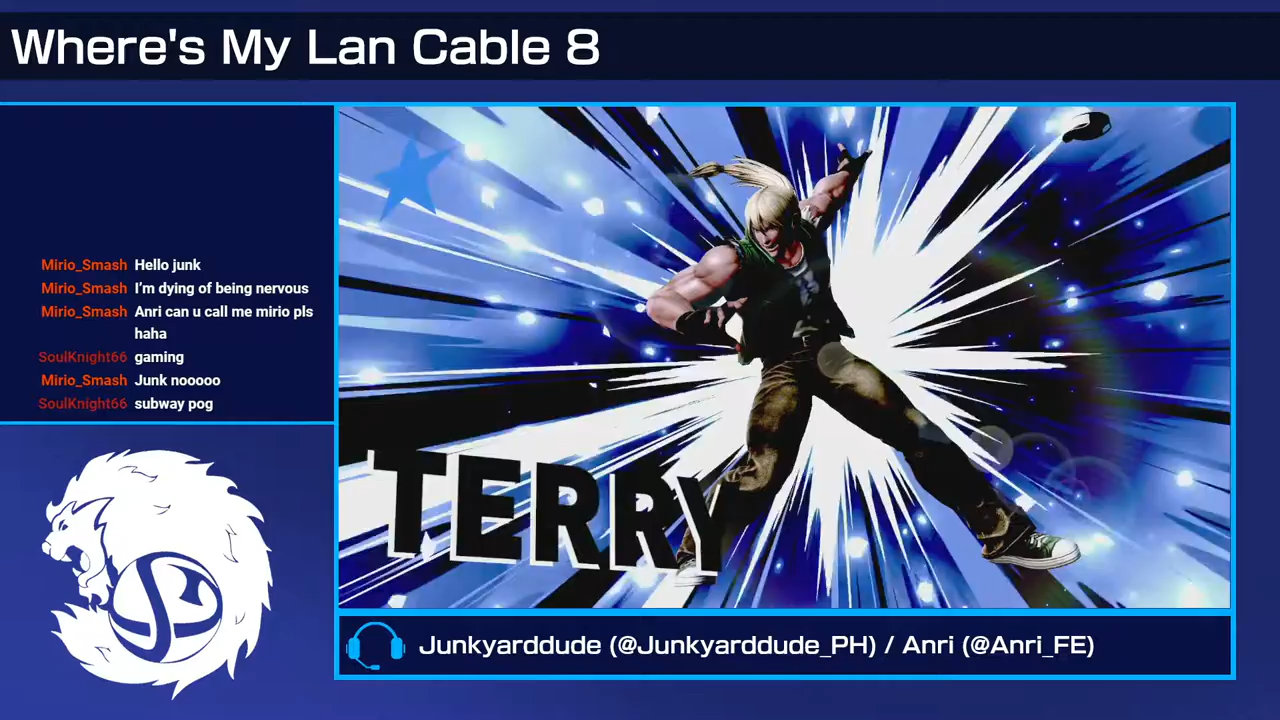 Where's My Lan Cable 8
Mirio_Smash Hello junk
Mirio_Smash I'm dying of being nervous
Mirio_Smash Anri can u call me mirio pls
haha
SoulKnight66 gaming
Mirio_Smash Junk nooooo
SoulKnight66 subway pog
TERRY
Junkyarddude (@Junkyarddude_PH) / Anri (@Anri_FE)